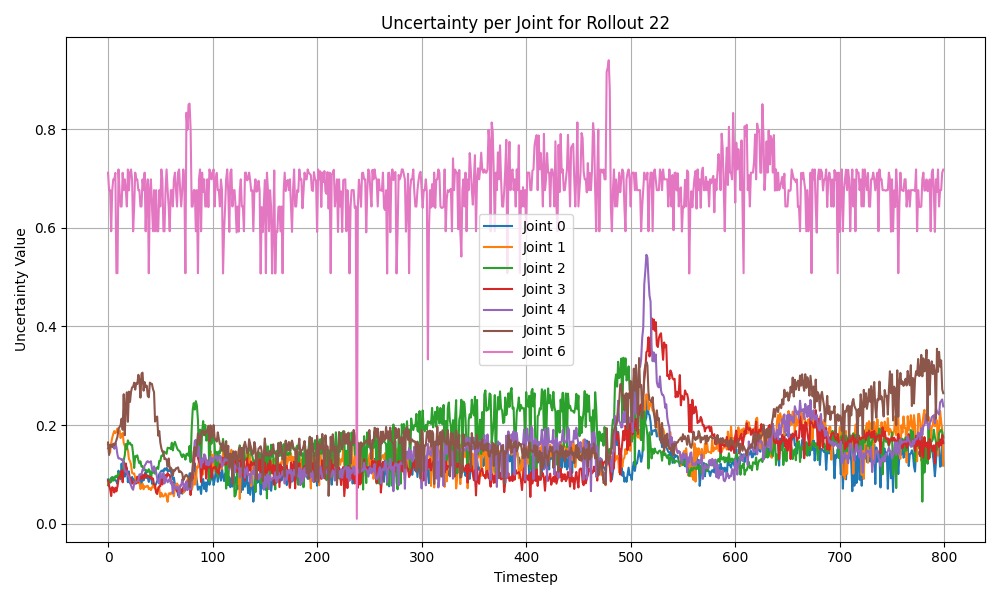 Uncertainty per Joint for Rollout 22
Uncertainty Value
0.8
0.6
0.4
0.2
0.0
Joint 0
Joint 1
Joint 2
Joint 3
Joint 4
Joint 5
Joint 6
0 100 200 300 400 500 600 700 800
Timestep